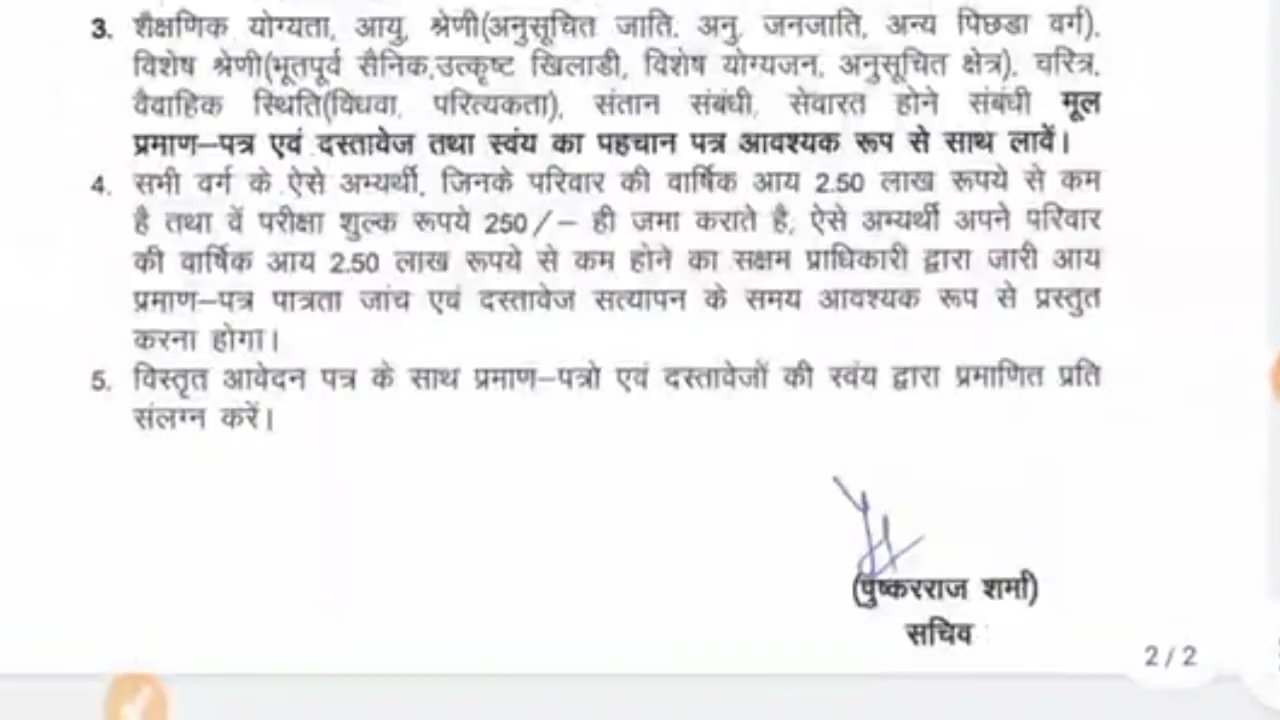 3. शैक्षणिक योग्यता, आयु, श्रेणी(अनुसूचित जाति. अनु. जनजाति, अन्य पिछडा वर्ग),
विशेष श्रेणी(भूतपूर्व सैनिक,उत्कृष्ट खिलाडी, विशेष योग्यजन, अनुसूचित क्षेत्र), चरित्र,
वैवाहिक स्थिति(विधवा, परित्यकता), संतान संबंधी, सेवारत होने संबंधी मूल
प्रमाण–पत्र एवं दस्तावेज तथा स्वंय का पहचान पत्र आवश्यक रूप से साथ लावें।
4. सभी वर्ग के ऐसे अभ्यर्थी, जिनके परिवार की वार्षिक आय 2.50 लाख रूपये से कम
है तथा वें परीक्षा शुल्क रूपये 250/– ही जमा कराते है, ऐसे अभ्यर्थी अपने परिवार
की वार्षिक आय 2.50 लाख रूपये से कम होने का सक्षम प्राधिकारी द्वारा जारी आय
प्रमाण–पत्र पात्रता जांच एवं दस्तावेज सत्यापन के समय आवश्यक रूप से प्रस्तुत
करना होगा।
5. विस्तृत आवेदन पत्र के साथ प्रमाण–पत्रो एवं दस्तावेजों की स्वंय द्वारा प्रमाणित प्रति
संलग्न करें।
(पुष्करराज शर्मा)
सचिव
2/2